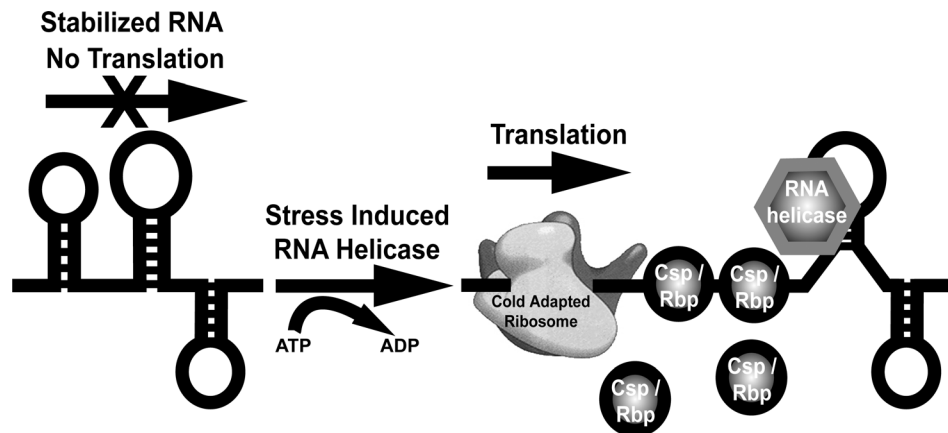 Stabilized RNA
No Translation
Stress Induced
RNA Helicase
ATP
ADP
Translation
Cold Adapted
Ribosome
Csp /
Rbp
Csp /
Rbp
RNA
helicase
Csp /
Rbp
Csp /
Rbp